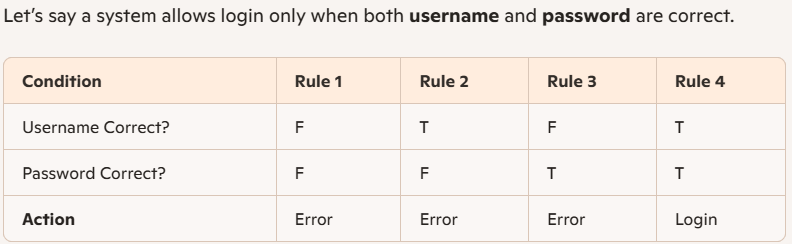 Let's say a system allows login only when both username and password are correct.
Condition Rule 1 Rule 2 Rule 3 Rule 4
Username Correct? F T F T
Password Correct? F F T T
Action Error Error Error Login